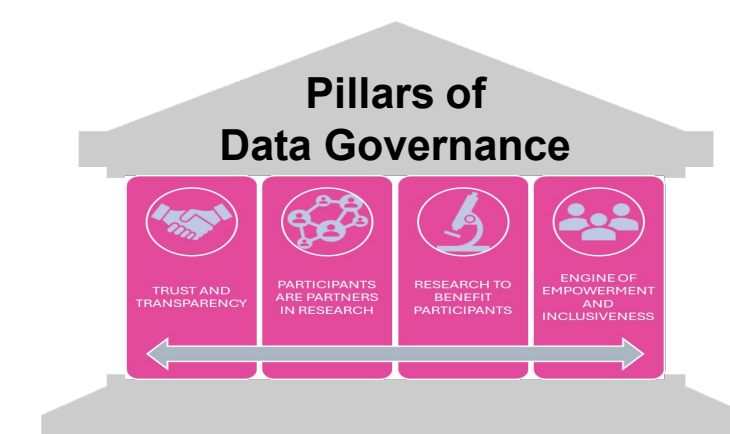 Pillars of
Data Governance
TRUST AND
TRANSPARENCY
PARTICIPANTS
ARE PARTNERS
IN RESEARCH
RESEARCH TO
BENEFIT
PARTICIPANTS
ENGINE OF
EMPOWERMENT
AND
INCLUSIVENESS